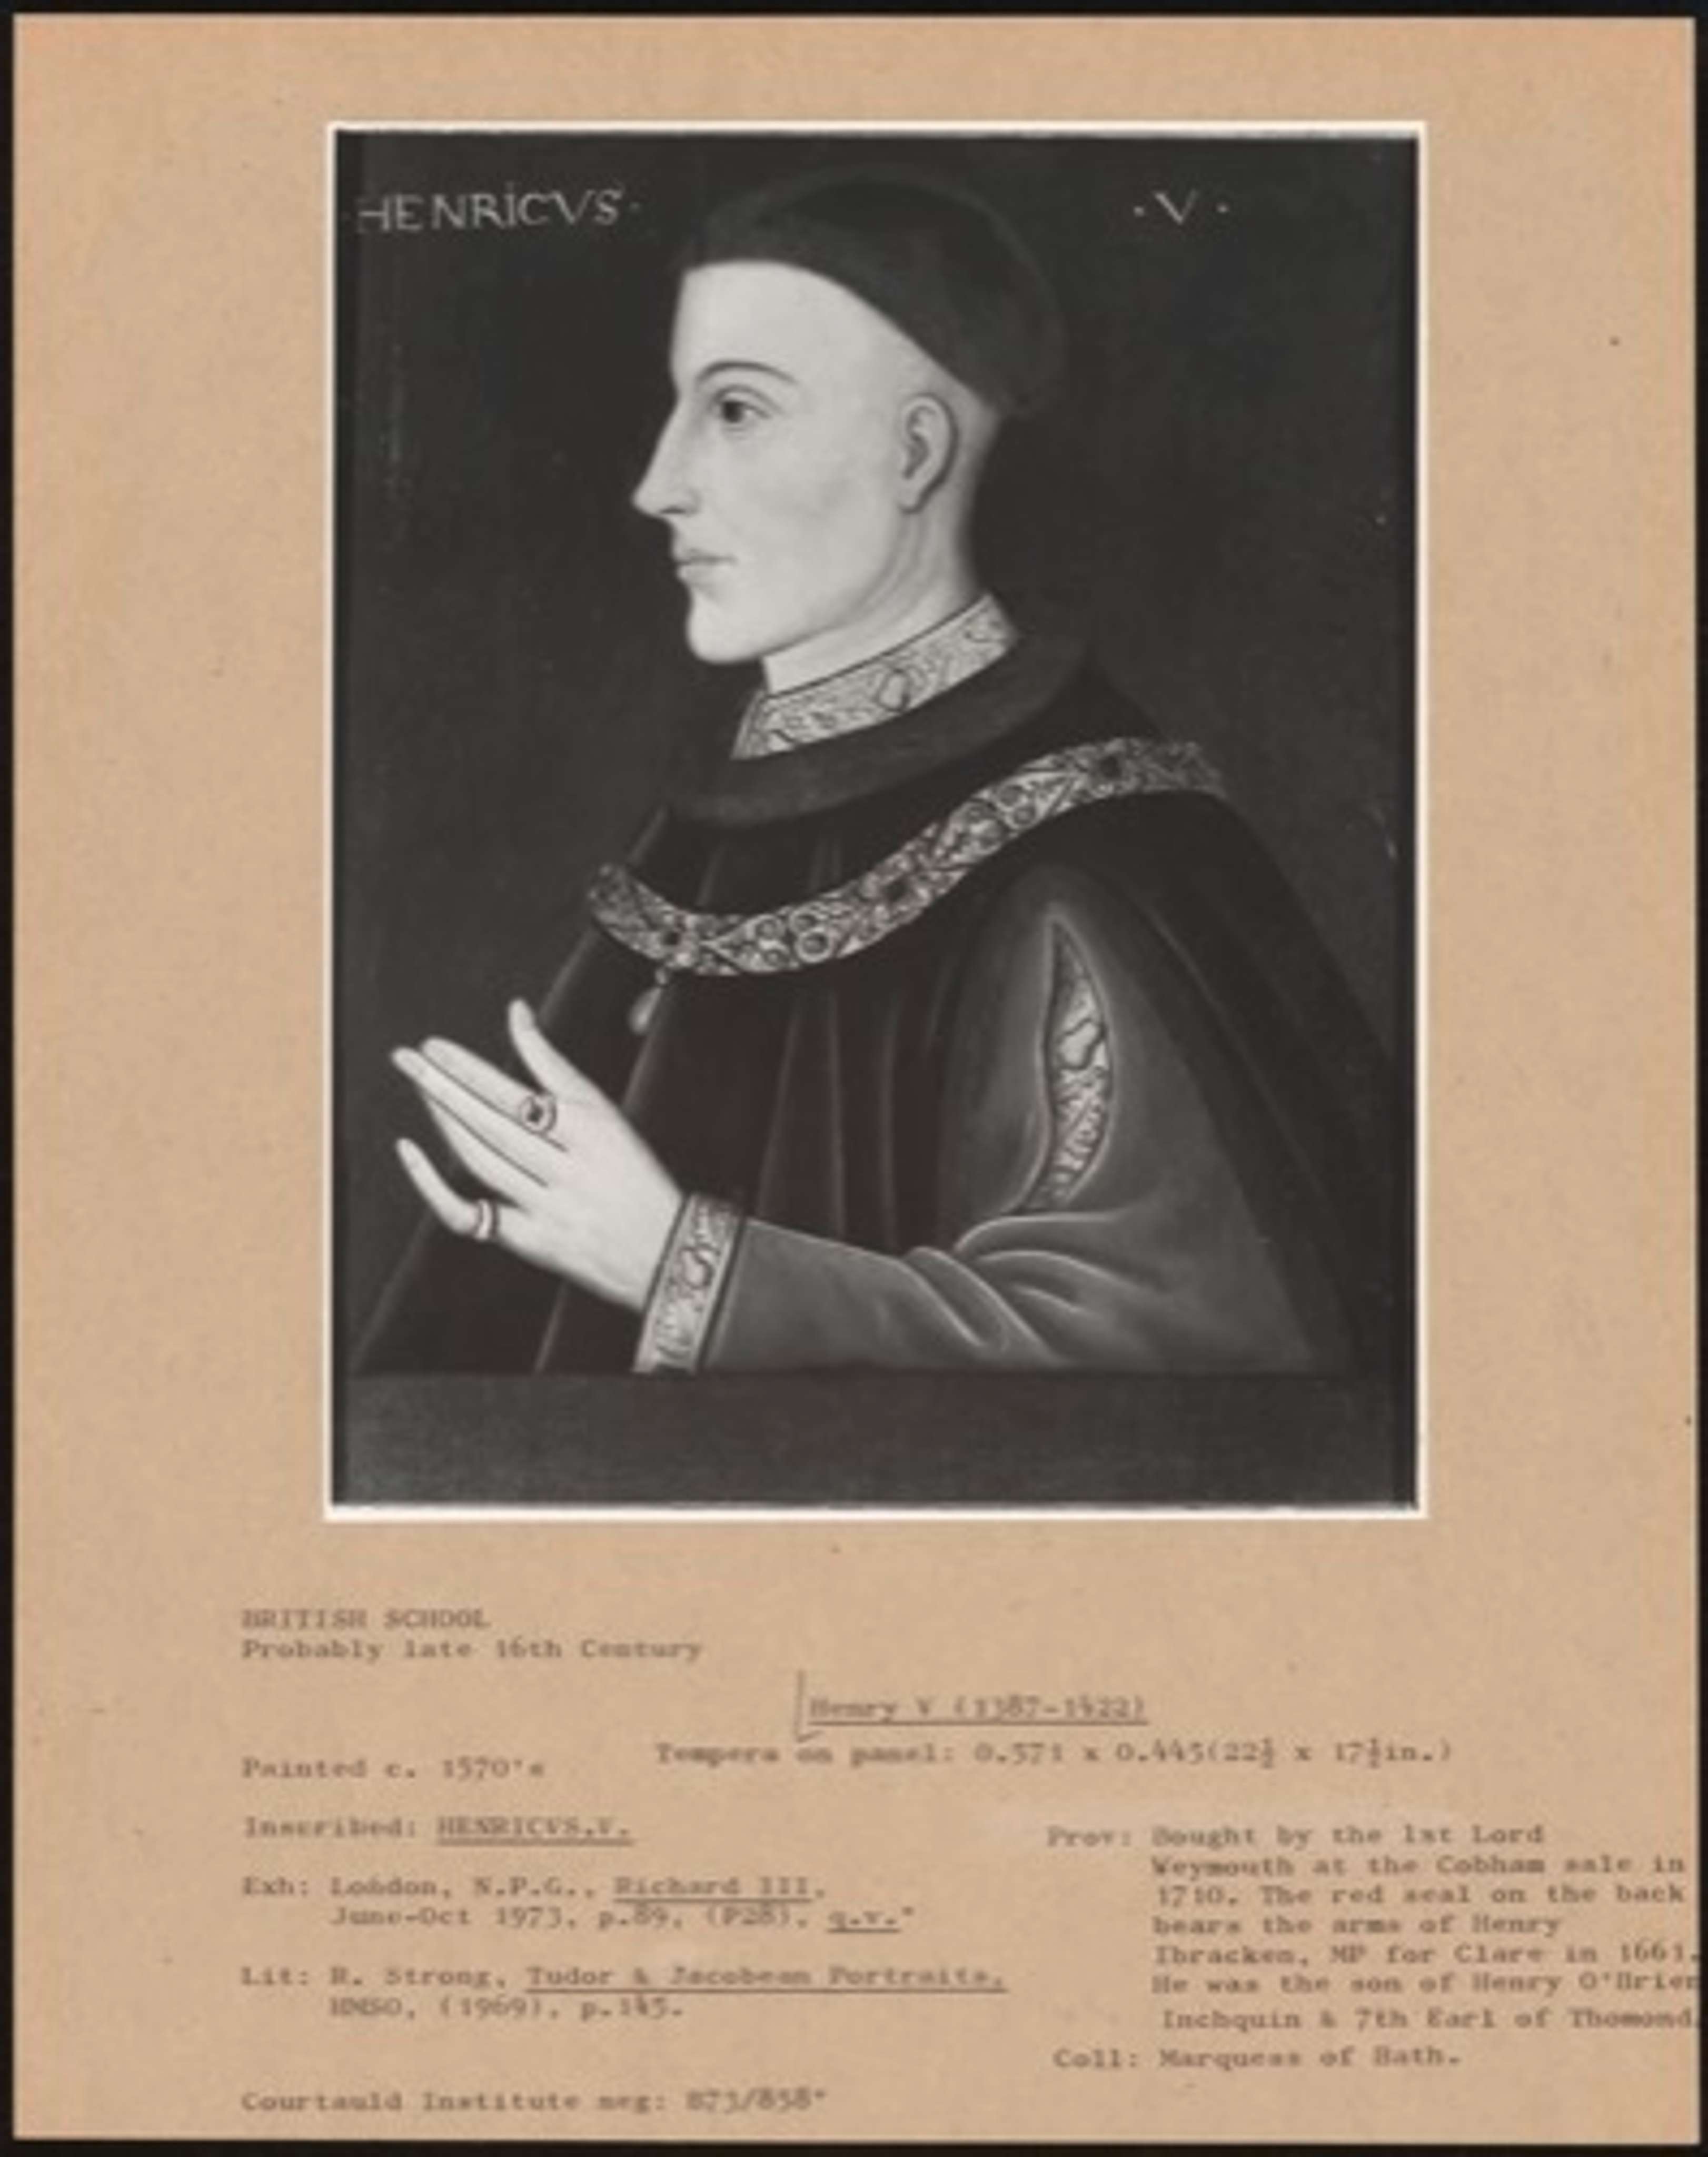 HENRICVS · · V ·
BRITISH SCHOOL
Probably late 16th Century
Henry V (1387-1422)
Tempera on panel: 0.571 x 0.445(22½ x 17½in.)
Painted c. 1570's
Inscribed: HENRICVS.V.
Exh: London, N.P.G., Richard III,
June-Oct 1973, p.89, (P28), q.v."
Lit: R. Strong, Tudor & Jacobean Portraits,
HMSO, (1969), p.145.
Courtauld Institute neg: B73/858"
Prov: Bought by the 1st Lord
Weymouth at the Cobham sale in
1710. The red seal on the back
bears the arms of Henry
Ibracken, MP for Clare in 1661.
He was the son of Henry O'Brien
Inchquin & 7th Earl of Thomond.
Coll: Marquess of Bath.